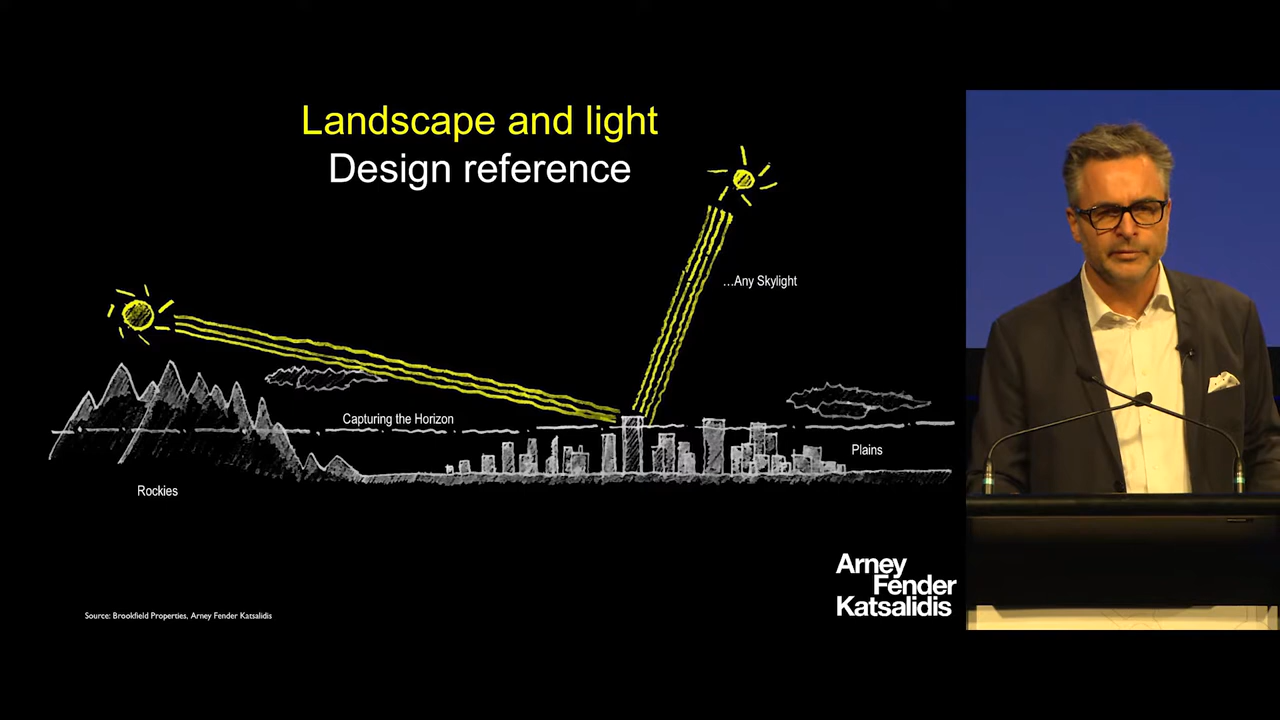 Landscape and light
Design reference
…Any Skylight
Capturing the Horizon
Plains
Rockies
Arney
Fender
Katsalidis
Source: Brookfield Properties, Arney Fender Katsalidis